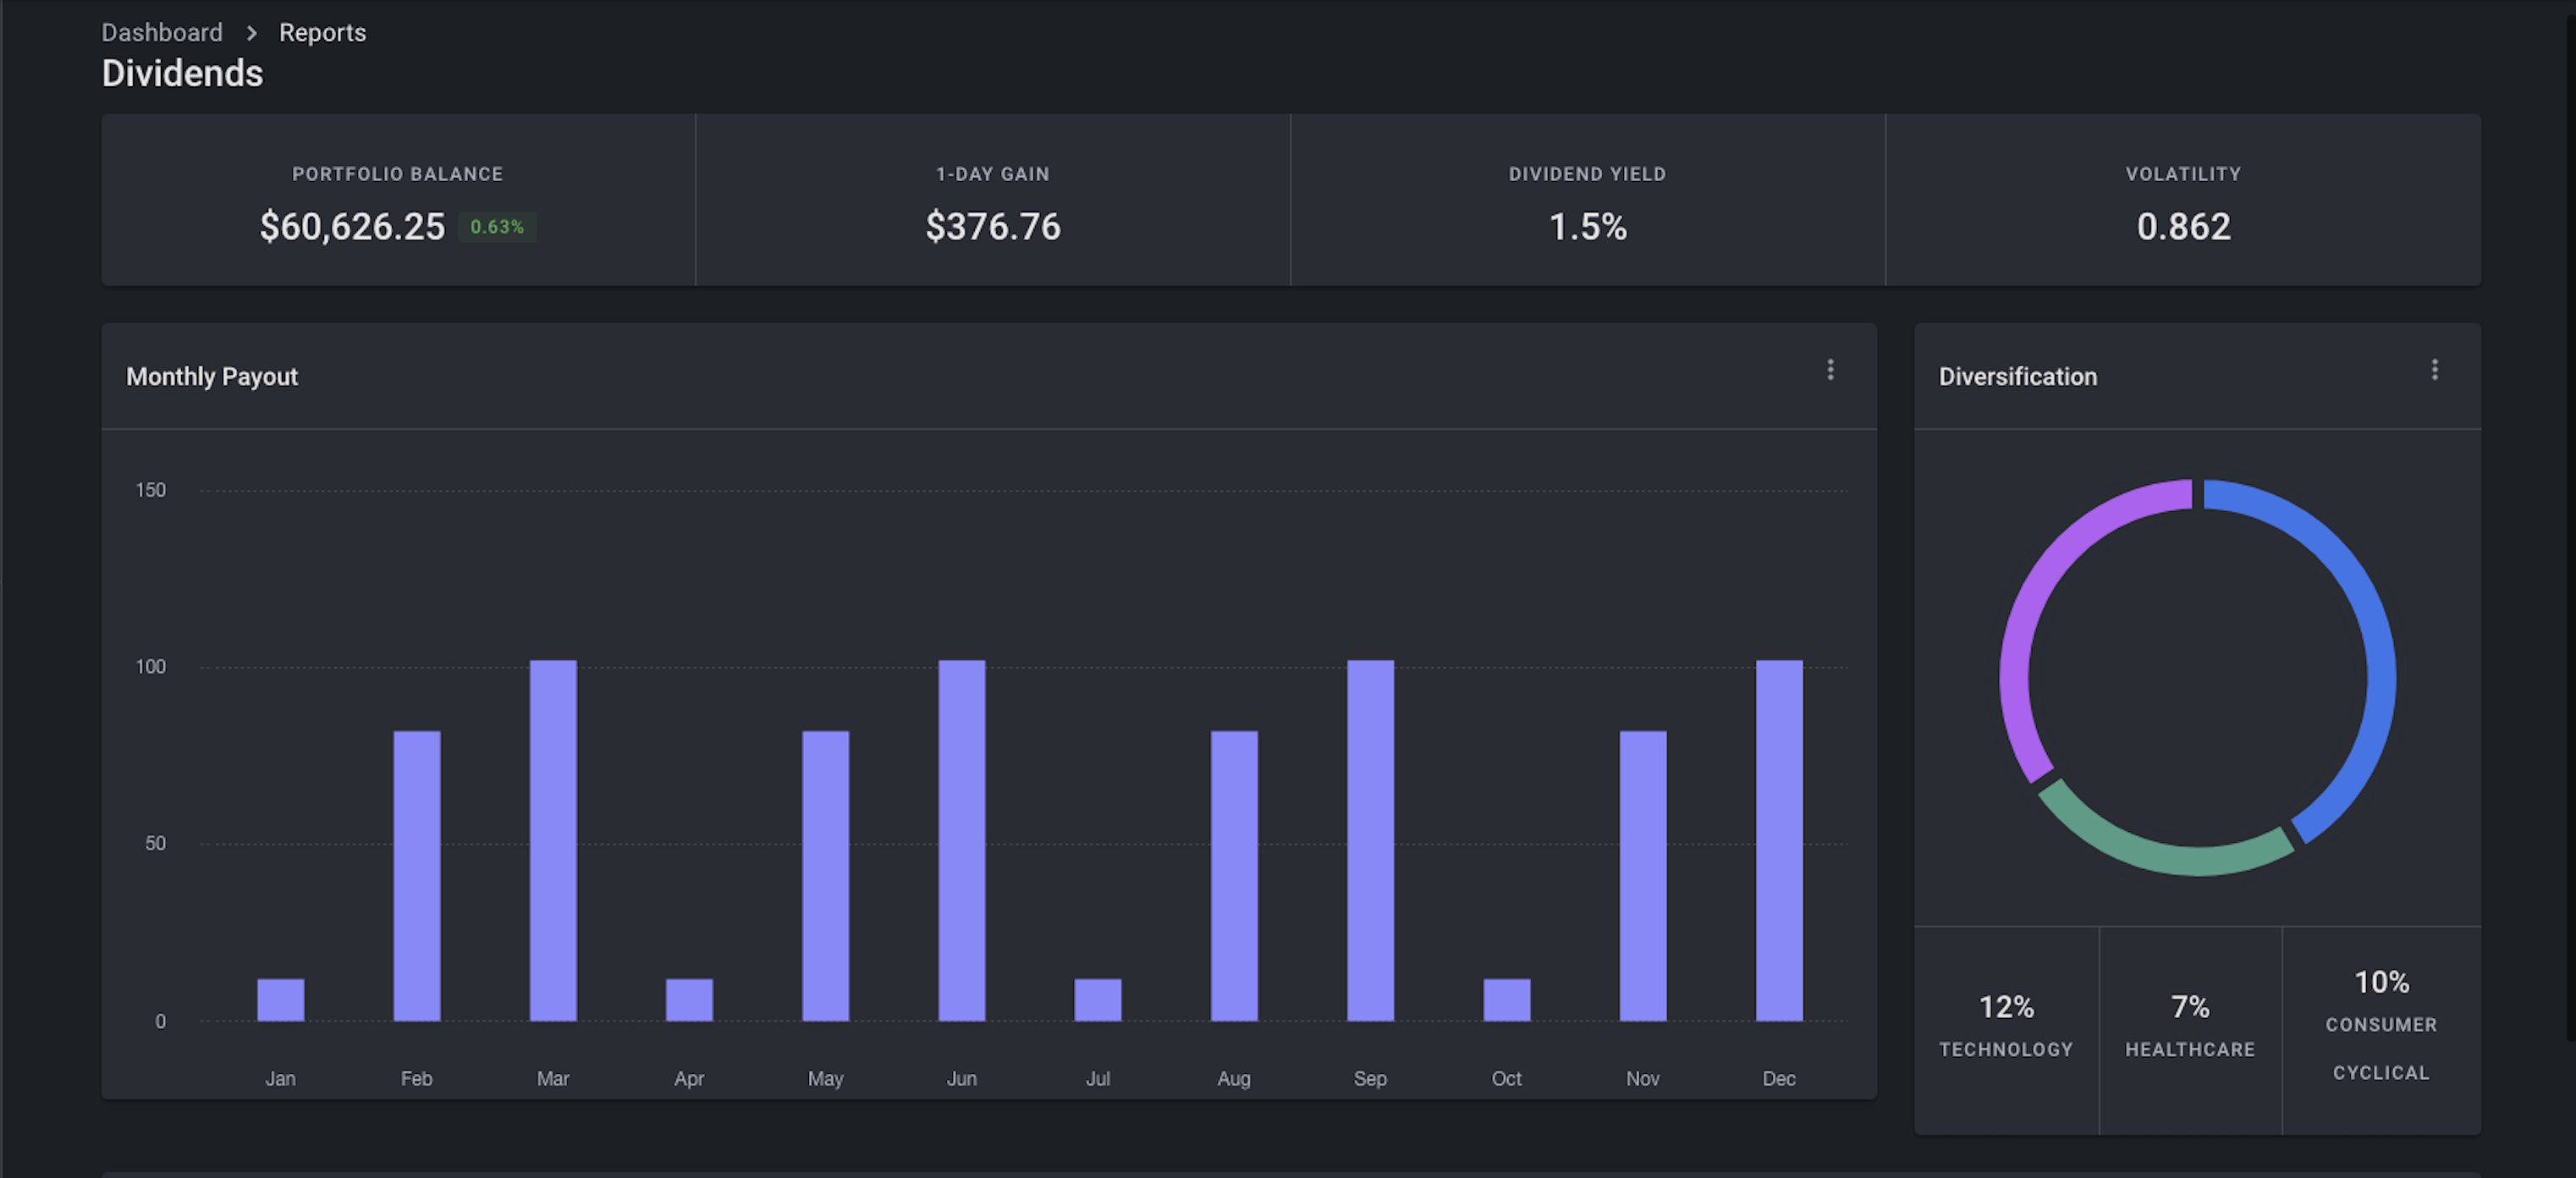 Dashboard > Reports
Dividends
PORTFOLIO BALANCE
$60,626.25 0.63%
1-DAY GAIN
$376.76
DIVIDEND YIELD
1.5%
VOLATILITY
0.862
Monthly Payout
150
100
50
0
Jan Feb Mar Apr May Jun Jul Aug Sep Oct Nov Dec
Diversification
12%
TECHNOLOGY
7%
HEALTHCARE
10%
CONSUMER
CYCLICAL